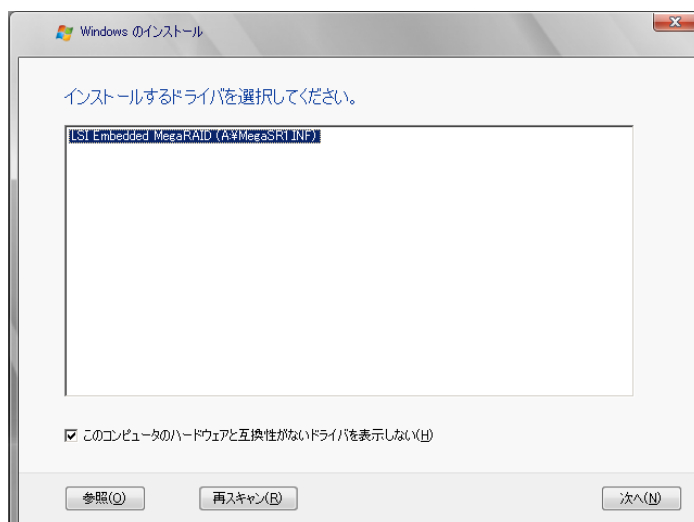 Windows のインストール
インストールするドライバを選択してください。
LSI Embedded MegaRAID (A¥MegaSR1.INF)
このコンピュータのハードウェアと互換性がないドライバを表示しない(H)
参照(O)
再スキャン(R)
次へ(N)